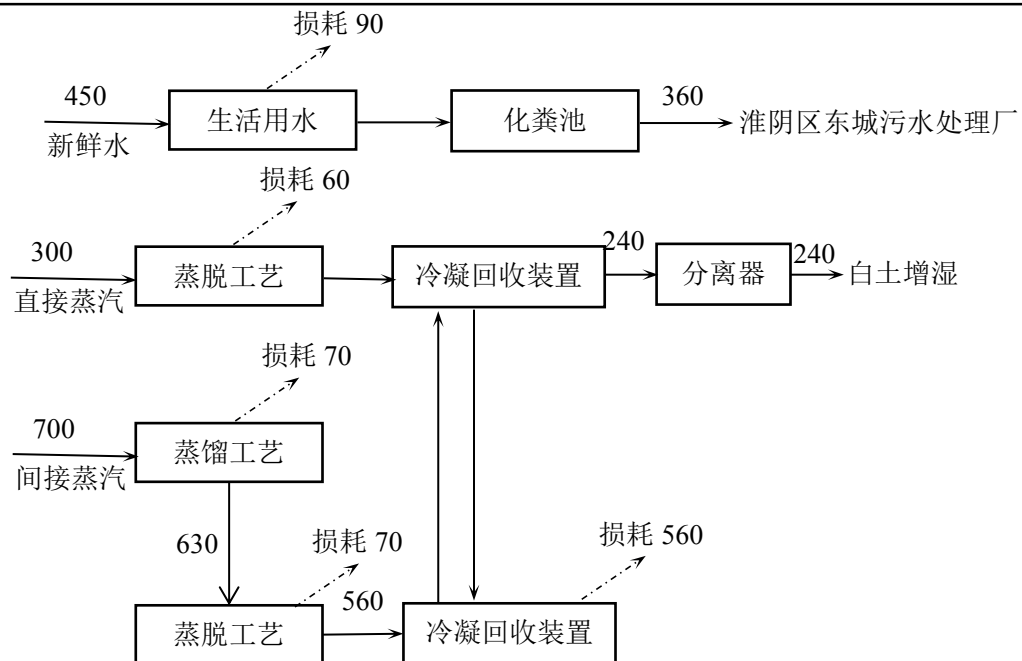 损耗 90
450
新鲜水
生活用水
化粪池
360
淮阴区东城污水处理厂
损耗 60
300
直接蒸汽
蒸脱工艺
冷凝回收装置
240
分离器
240
白土增湿
损耗 70
700
间接蒸汽
蒸馏工艺
630
损耗 70
损耗 560
蒸脱工艺
560
冷凝回收装置